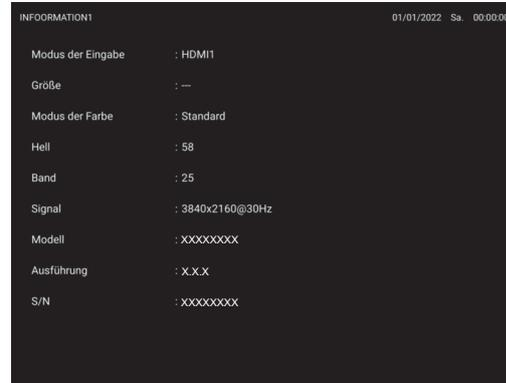 INFOORMATION1 01/01/2022 Sa. 00:00:00
Modus der Eingabe : HDMI1
Größe : ---
Modus der Farbe : Standard
Hell : 58
Band : 25
Signal : 3840x2160@30Hz
Modell : XXXXXXXX
Ausführung : X.X.X
S/N : XXXXXXXX